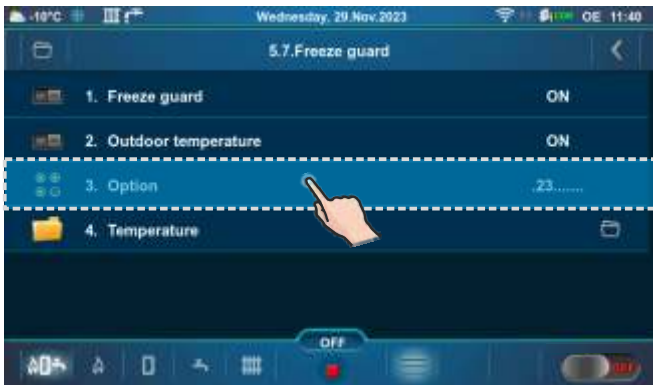 -10°C Wednesday, 29.Nov.2023 OE 11:40
5.7.Freeze guard
1. Freeze guard ON
2. Outdoor temperature ON
3. Option .23.......
4. Temperature
OFF
OFF